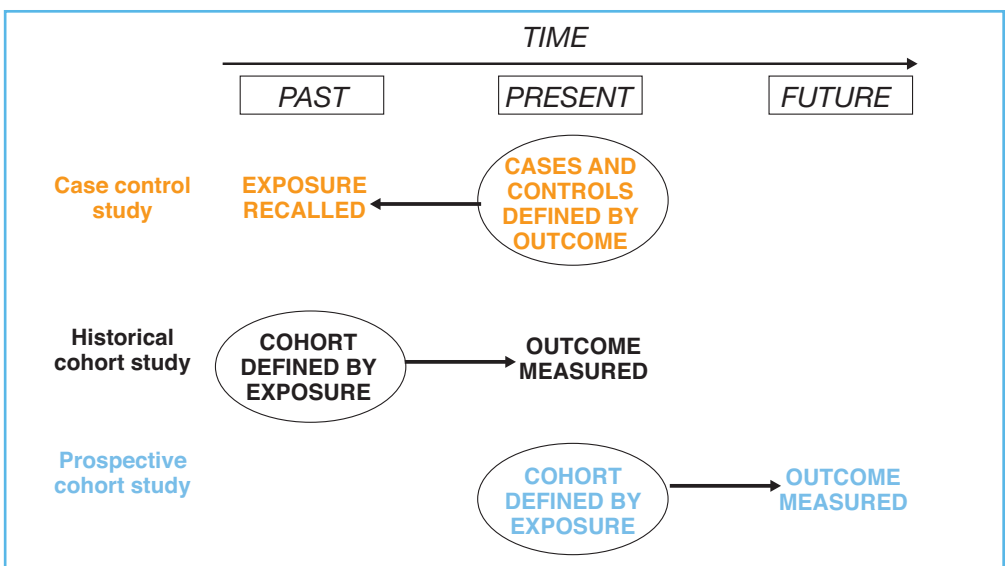 TIME
PAST
PRESENT
FUTURE
Case control
study
EXPOSURE
RECALLED
CASES AND
CONTROLS
DEFINED BY
OUTCOME
Historical
cohort study
COHORT
DEFINED BY
EXPOSURE
OUTCOME
MEASURED
Prospective
cohort study
COHORT
DEFINED BY
EXPOSURE
OUTCOME
MEASURED